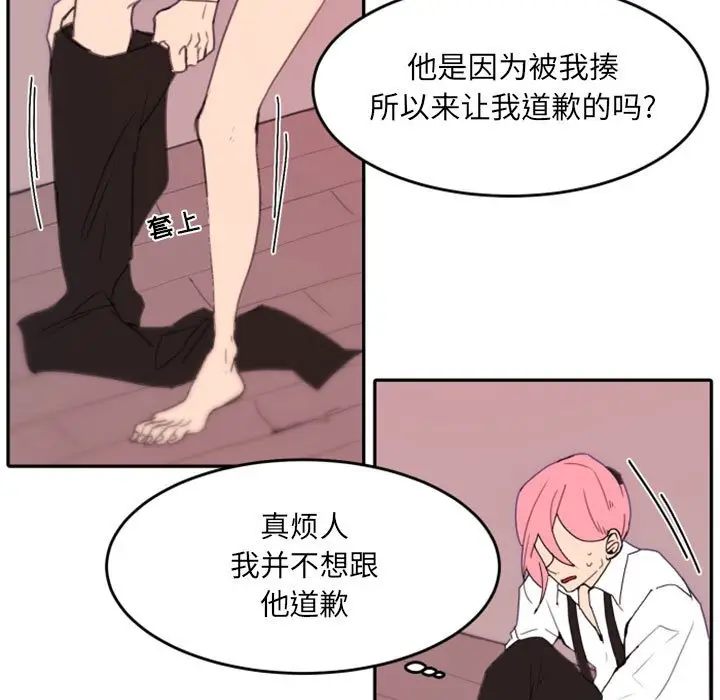 他是因为被我揍
所以来让我道歉的吗?
套上
真烦人
我并不想跟
他道歉